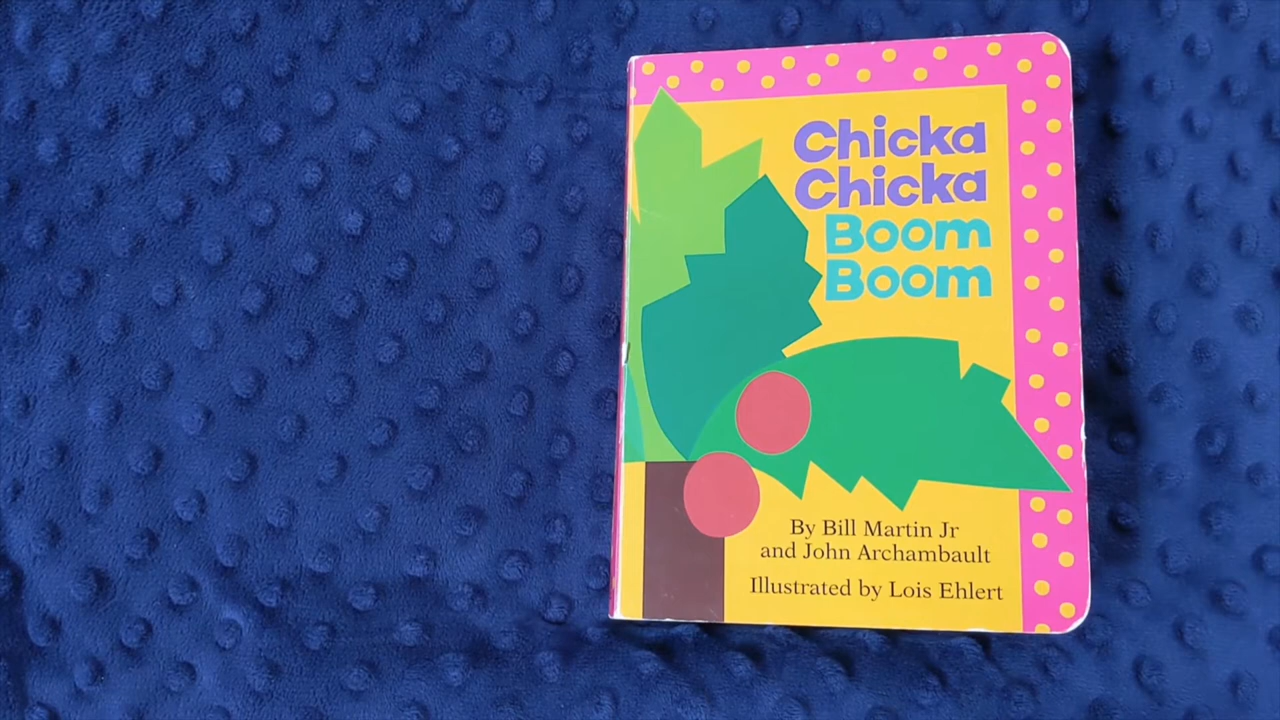 Chicka
Chicka
Boom
Boom
By Bill Martin Jr
and John Archambault
Illustrated by Lois Ehlert